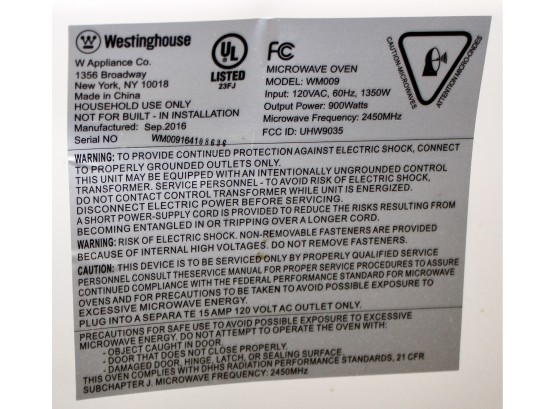 Westinghouse
W Appliance Co.
1356 Broadway
New York, NY 10018
Made in China
HOUSEHOLD USE ONLY
NOT FOR BUILT - IN INSTALLATION
Manufactured: Sep.2016
Serial NO
UL
LISTED
23FJ
FC
MICROWAVE OVEN
MODEL: WM009
Input: 120VAC, 60Hz, 1350W
Output Power: 900Watts
Microwave Frequency: 2450MHz
FCC ID: UHW9035
CAUTION-MICROWAVES
ATTENTION-MICRO-ONDES
WARNING: TO PROVIDE CONTINUED PROTECTION AGAINST ELECTRIC SHOCK, CONNECT
TO PROPERLY GROUNDED OUTLETS ONLY.
THIS UNIT MAY BE EQUIPPED WITH AN INTENTIONALLY UNGROUNDED CONTROL
TRANSFORMER. SERVICE PERSONNEL - TO AVOID RISK OF ELECTRIC SHOCK,
DO NOT CONTACT CONTROL TRANSFORMER WHILE UNIT IS ENERGIZED.
DISCONNECT ELECTRIC POWER BEFORE SERVICING.
A SHORT POWER-SUPPLY CORD IS PROVIDED TO REDUCE THE RISKS RESULTING FROM
BECOMING ENTANGLED IN OR TRIPPING OVER A LONGER CORD.
WARNING: RISK OF ELECTRIC SHOCK. NON-REMOVABLE FASTENERS ARE PROVIDED
BECAUSE OF INTERNAL HIGH VOLTAGES. DO NOT REMOVE FASTENERS.
CAUTION: THIS DEVICE IS TO BE SERVICED ONLY BY PROPERLY QUALIFIED SERVICE
PERSONNEL CONSULT THESERVICE MANUAL FOR PROPER SERVICE PROCEDURES TO ASSURE
CONTINUED COMPLIANCE WITH THE FEDERAL PERFORMANCE STANDARD FOR MICROWAVE
OVENS AND FOR PRECAUTIONS TO BE TAKEN TO AVOID POSSIBLE EXPOSURE TO
EXCESSIVE MICROWAVE ENERGY.
PLUG INTO A SEPARA TE 15 AMP 120 VOLT AC OUTLET ONLY.
PRECAUTIONS FOR SAFE USE TO AVOID POSSIBLE EXPOSURE TO EXCESSIVE
MICROWAVE ENERGY. DO NOT ATTEMPT TO OPERATE THE OVEN WITH:
- OBJECT CAUGHT IN DOOR.
- DOOR THAT DOES NOT CLOSE PROPERLY.
- DAMAGED DOOR, HINGE, LATCH, OR SEALING SURFACE.
THIS OVEN COMPLIES WITH DHHS RADIATION PERFORMANCE STANDARDS, 21 CFR
SUBCHAPTER J. MICROWAVE FREQUENCY: 2450MHz